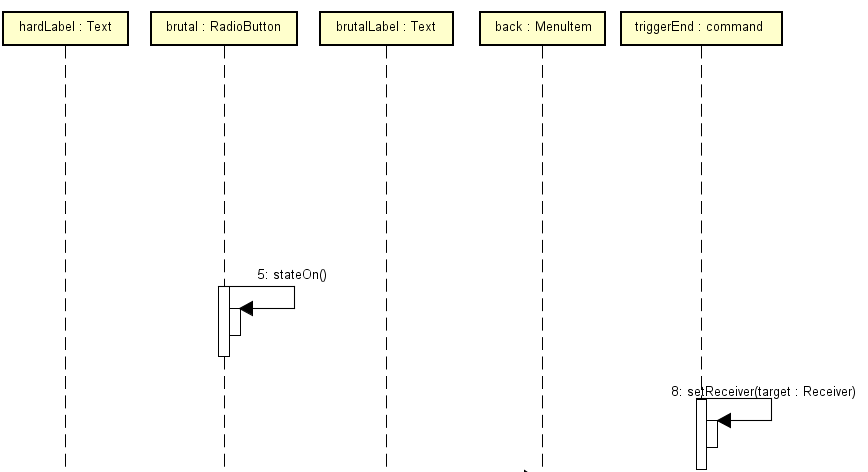 hardLabel : Text
brutal : RadioButton
brutalLabel : Text
back : MenuItem
triggerEnd : command
5: stateOn()
8: setReceiver(target : Receiver)